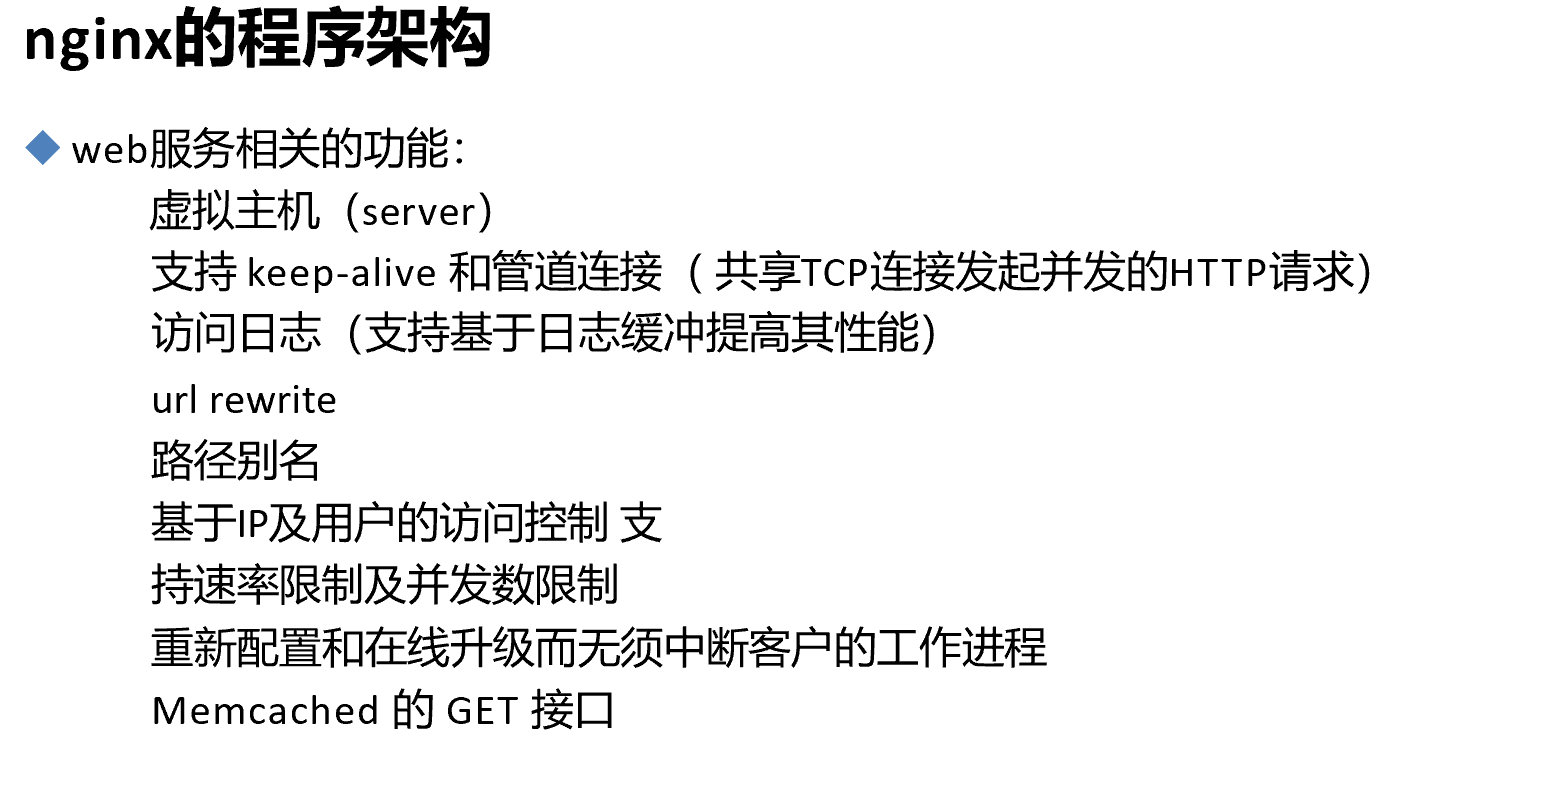 nginx的程序架构
web服务相关的功能：
虚拟主机（server）
支持 keep-alive 和管道连接（ 共享TCP连接发起并发的HTTP请求）
访问日志（支持基于日志缓冲提高其性能）
url rewrite
路径别名
基于IP及用户的访问控制 支
持速率限制及并发数限制
重新配置和在线升级而无须中断客户的工作进程
Memcached 的 GET 接口